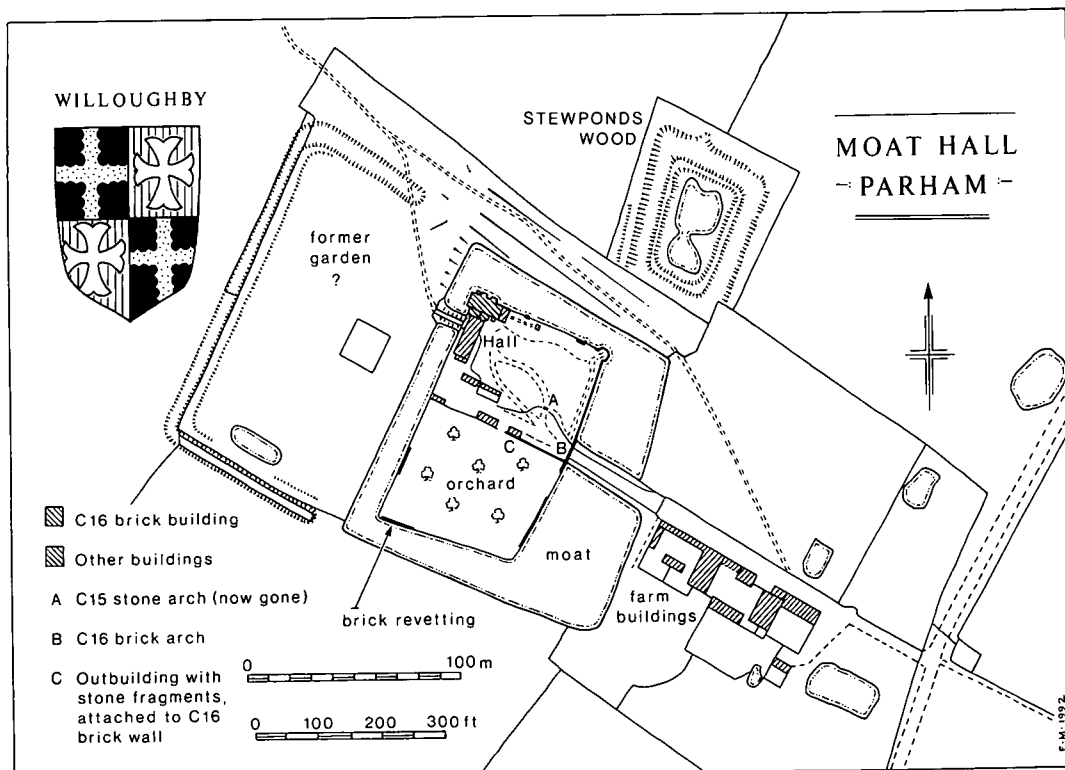 WILLOUGHBY
STEWPONDS
WOOD
MOAT HALL
PARHAM
former
garden
?
Hall
A
B
C
orchard
moat
brick revetting
farm
buildings
C16 brick building
Other buildings
A C15 stone arch (now gone)
B C16 brick arch
C Outbuilding with
stone fragments,
attached to C16
brick wall
0 100 m
0 100 200 300 ft
E·M·1992